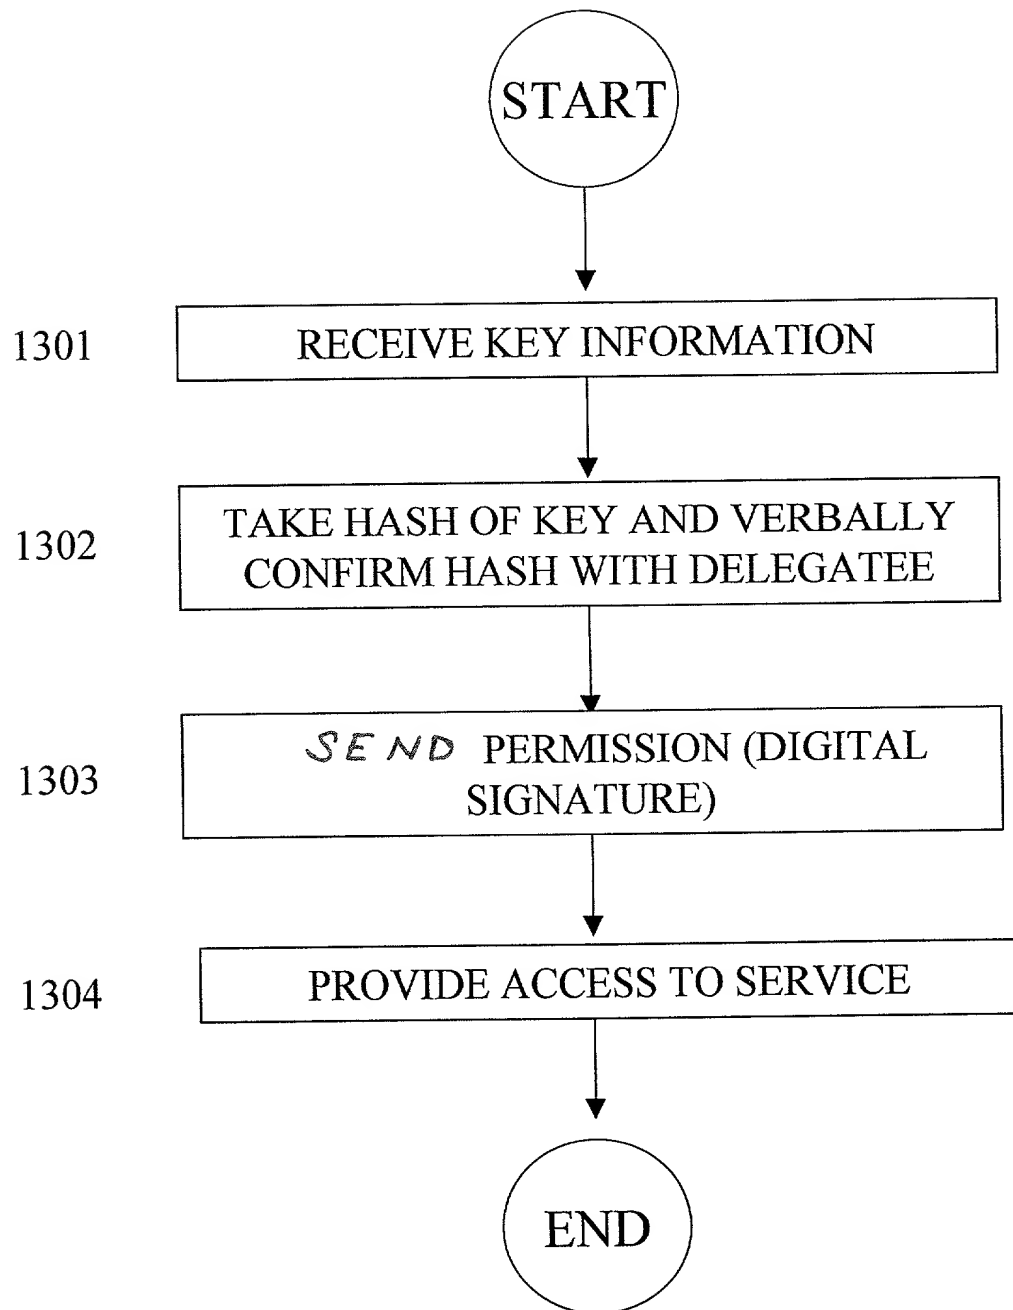 START
1301
RECEIVE KEY INFORMATION
1302
TAKE HASH OF KEY AND VERBALLY
CONFIRM HASH WITH DELEGATEE
1303
SEND PERMISSION (DIGITAL
SIGNATURE)
1304
PROVIDE ACCESS TO SERVICE
END